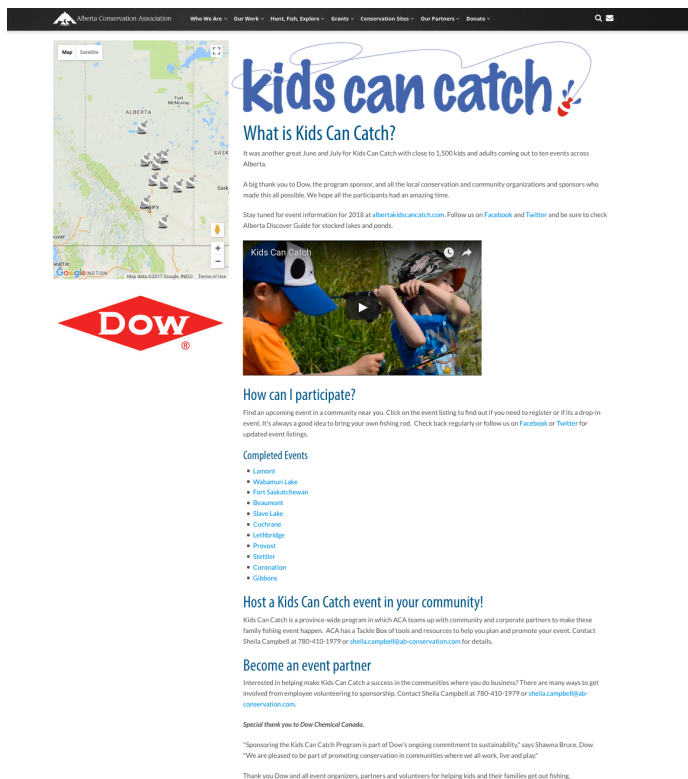 Alberta Conservation Association
Who We Are
Our Work
Hunt, Fish, Explore
Grants
Conservation Sites
Our Partners
Donate
Map Satellite
Fort
McMurray
ALBERTA
SASK
Sask
gary
uver
eattle
Google
NGTON
Map data ©2017 Google, INEGI
Terms of Use
DOW
®
kids can catch!
What is Kids Can Catch?
It was another great June and July for Kids Can Catch with close to 1,500 kids and adults coming out to ten events across
Alberta.
A big thank you to Dow, the program sponsor, and all the local conservation and community organizations and sponsors who
made this all possible. We hope all the participants had an amazing time.
Stay tuned for event information for 2018 at albertakidscancatch.com. Follow us on Facebook and Twitter and be sure to check
Alberta Discover Guide for stocked lakes and ponds.
Kids Can Catch
How can I participate?
Find an upcoming event in a community near you. Click on the event listing to find out if you need to register or if its a drop-in
event. It's always a good idea to bring your own fishing rod. Check back regularly or follow us on Facebook or Twitter for
updated event listings.
Completed Events
Lamont
Wabamun Lake
Fort Saskatchewan
Beaumont
Slave Lake
Cochrane
Lethbridge
Provost
Stettler
Coronation
Gibbons
Host a Kids Can Catch event in your community!
Kids Can Catch is a province-wide program in which ACA teams up with community and corporate partners to make these
family fishing event happen. ACA has a Tackle Box of tools and resources to help you plan and promote your event. Contact
Sheila Campbell at 780-410-1979 or sheila.campbell@ab-conservation.com for details.
Become an event partner
Interested in helping make Kids Can Catch a success in the communities where you do business? There are many ways to get
involved from employee volunteering to sponsorship. Contact Sheila Campbell at 780-410-1979 or sheila.campbell@ab-
conservation.com.
Special thank you to Dow Chemical Canada.
"Sponsoring the Kids Can Catch Program is part of Dow's ongoing commitment to sustainability," says Shawna Bruce, Dow.
"We are pleased to be part of promoting conservation in communities where we all work, live and play."
Thank you Dow and all event organizers, partners and volunteers for helping kids and their families get out fishing.